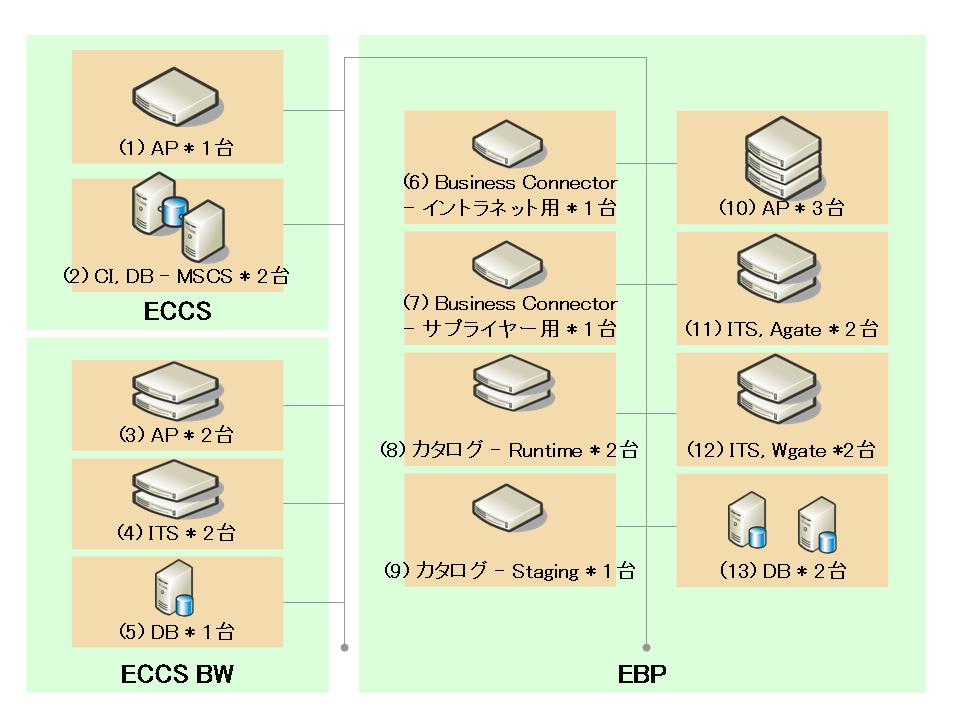 (1) AP * 1台
(2) CI, DB - MSCS * 2台
ECCS
(3) AP * 2台
(4) ITS * 2台
(5) DB * 1台
ECCS BW
(6) Business Connector
- イントラネット用 * 1台
(7) Business Connector
- サプライヤー用 * 1台
(8) カタログ - Runtime * 2台
(9) カタログ - Staging * 1台
(10) AP * 3台
(11) ITS, Agate * 2台
(12) ITS, Wgate *2台
(13) DB * 2台
EBP